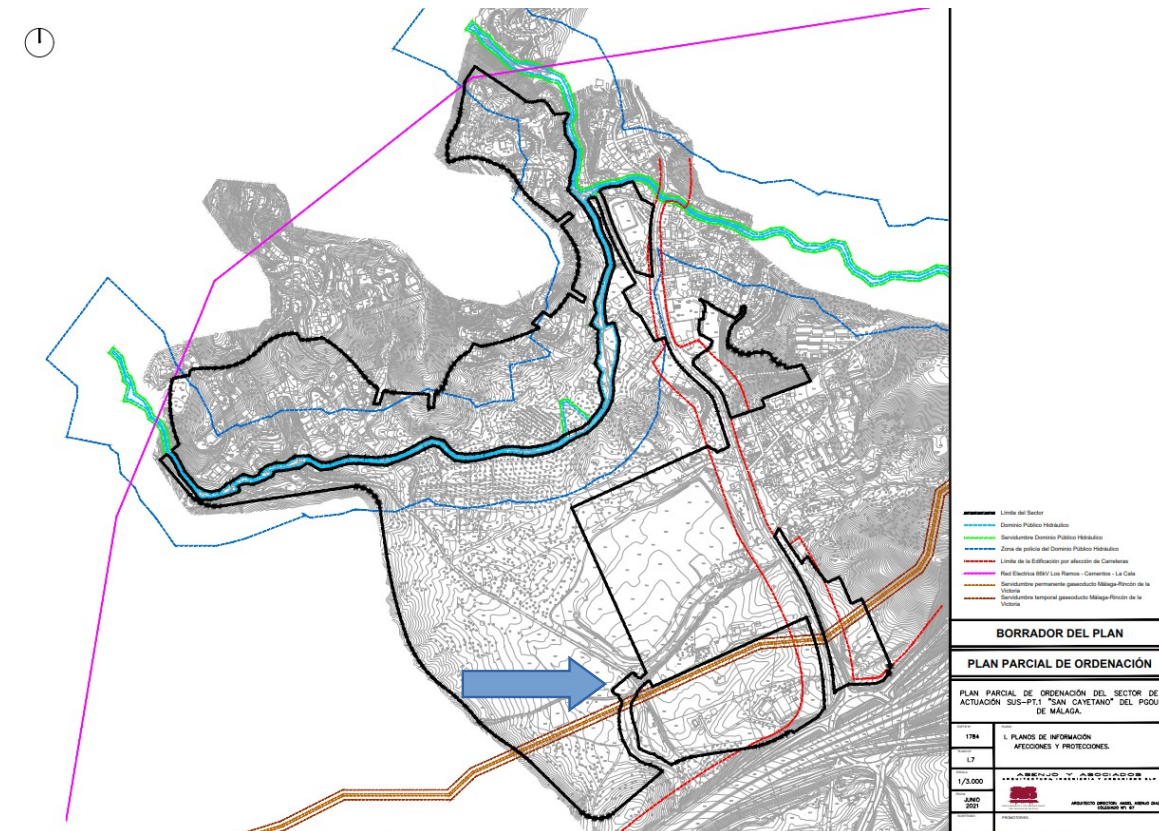 Límite del Sector
Dominio Público Hidráulico
Servidumbre Dominio Público Hidráulico
Zona de policía del Dominio Público Hidráulico
Límite de la Edificación por afección de Carreteras
Red Electrica 66kV Los Ramos - Cementos - La Cala
Servidumbre permanente gaseoducto Málaga-Rincón de la
Victoria
Servidumbre temporal gaseoducto Málaga-Rincón de la
Victoria
BORRADOR DEL PLAN
PLAN PARCIAL DE ORDENACIÓN
PLAN PARCIAL DE ORDENACIÓN DEL SECTOR DE
ACTUACIÓN SUS-PT.1 "SAN CAYETANO" DEL PGOU
DE MÁLAGA.
1784
I. PLANOS DE INFORMACIÓN
AFECCIONES Y PROTECCIONES.
I.7
1/3.000
ASENJO Y ASOCIADOS
JUNIO
2021